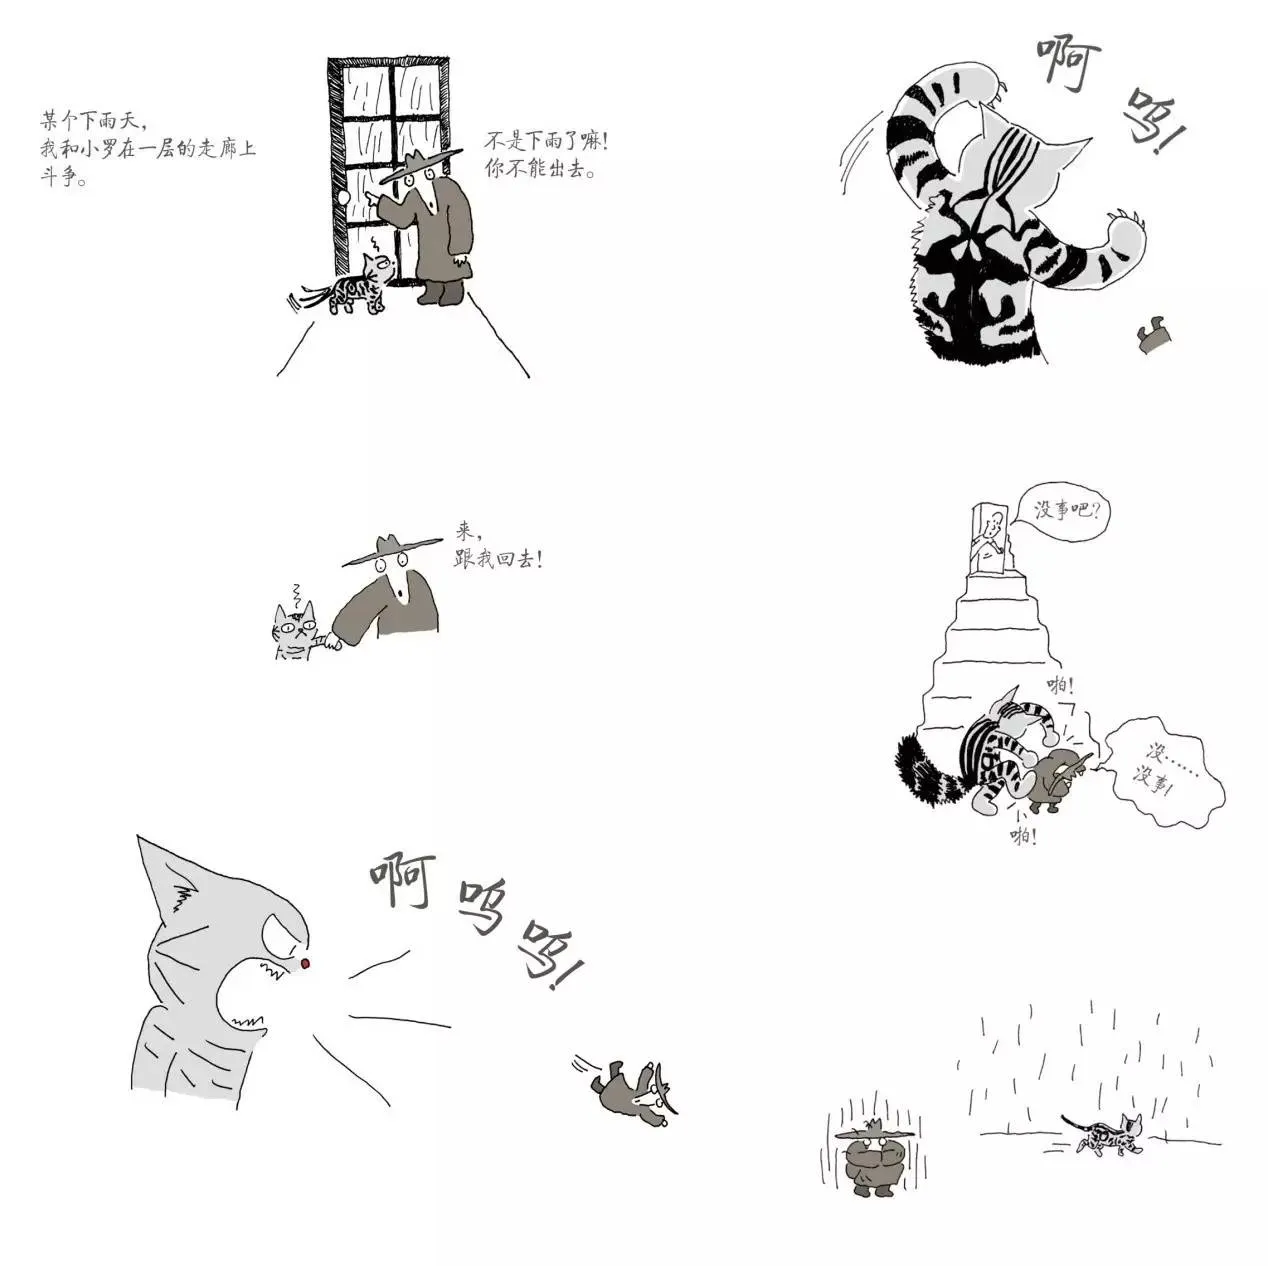 某个下雨天，
我和小罗在一层的走廊上
斗争。
不是下雨了嘛！
你不能出去。
来，
跟我回去！
啊呜呜！
啊呜！
没事吧？
啪！
没……
没事！
啪！